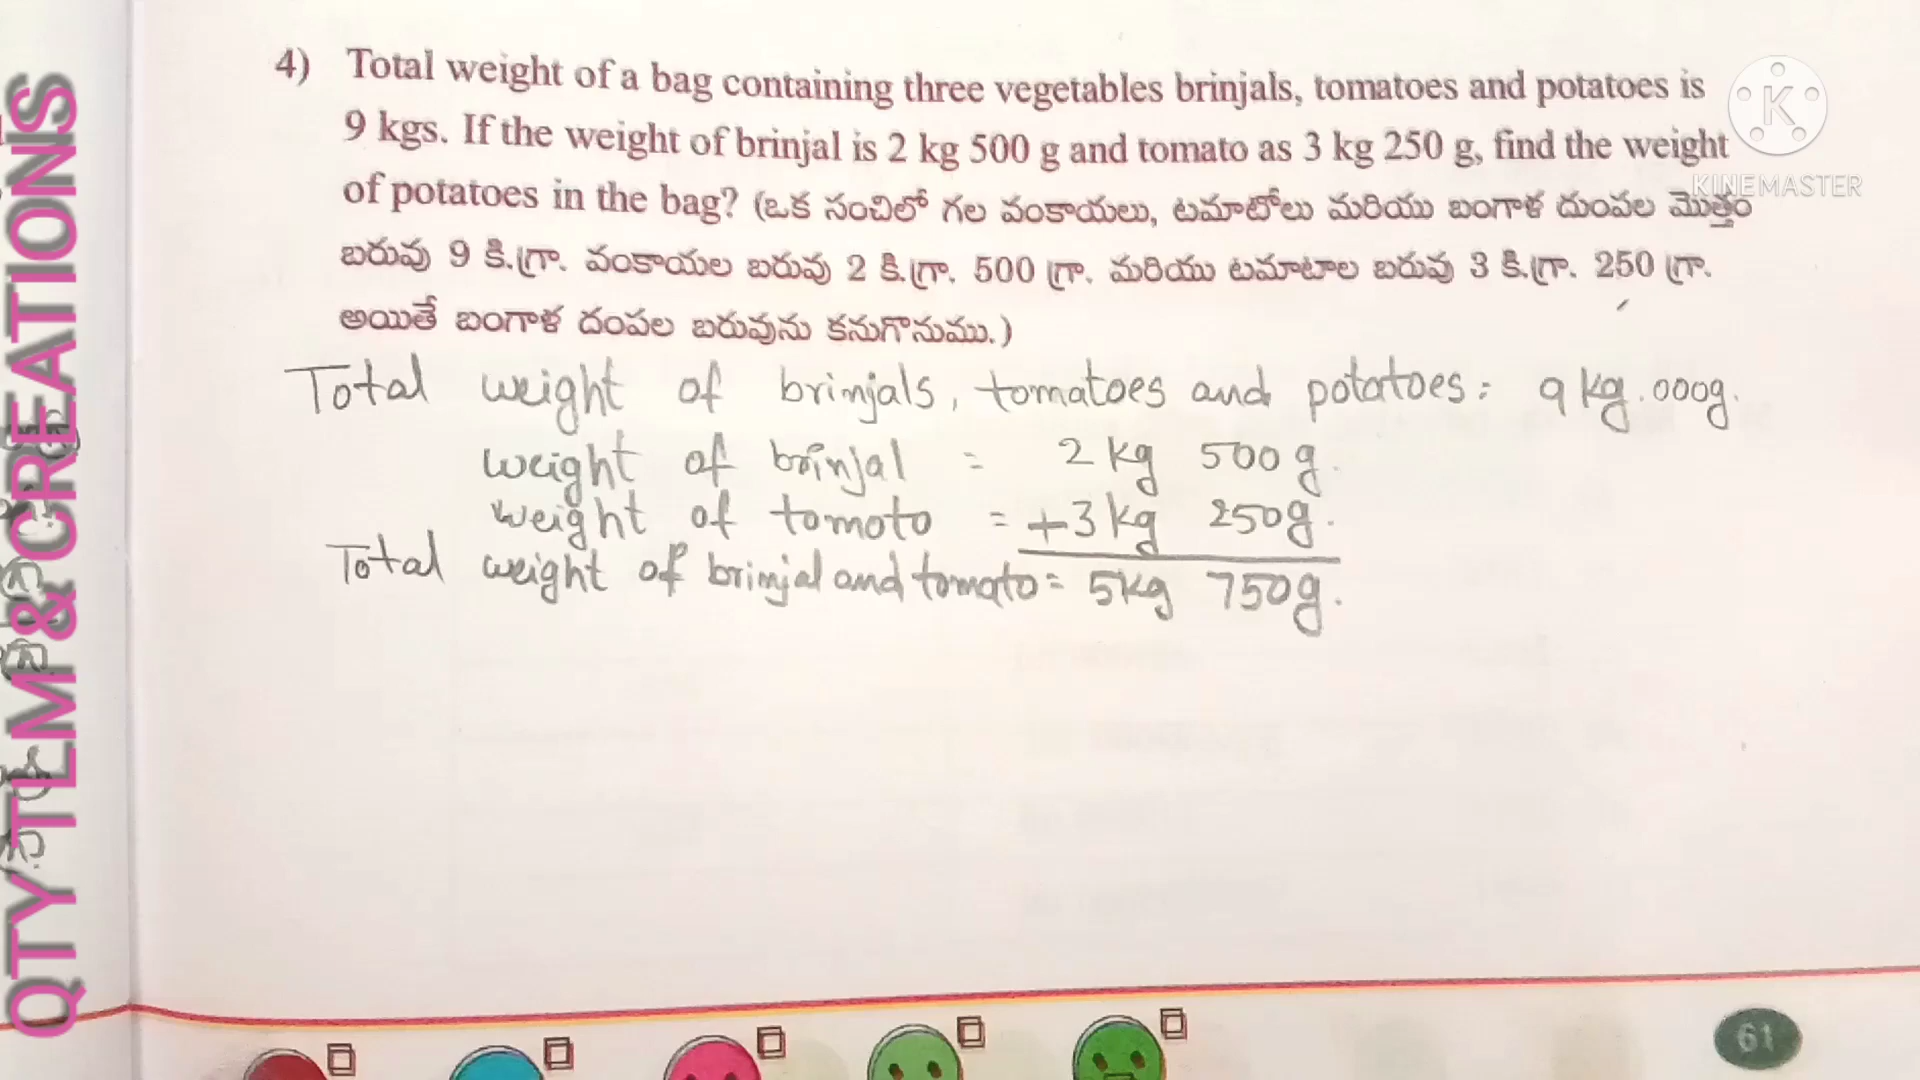 4) Total weight of a bag containing three vegetables brinjals, tomatoes and potatoes is
9 kgs. If the weight of brinjal is 2 kg 500 g and tomato as 3 kg 250 g, find the weight
of potatoes in the bag? (ఒక సంచిలో గల వంకాయలు, టమాటోలు మరియు బంగాళ దుంపల మొత్తం
బరువు 9 కి.గ్రా. వంకాయల బరువు 2 కి.గ్రా. 500 గ్రా. మరియు టమాటాల బరువు 3 కి.గ్రా. 250 గ్రా.
అయితే బంగాళ దంపల బరువును కనుగొనుము.)
Total weight of brinjals, tomatoes and potatoes = 9 kg. 000g.
weight of brinjal = 2 kg 500 g.
weight of tomoto = +3 kg 250g.
Total weight of brinjal and tomato = 5kg 750g.
61
QTY TLM & CREATIONS
K
KINEMASTER